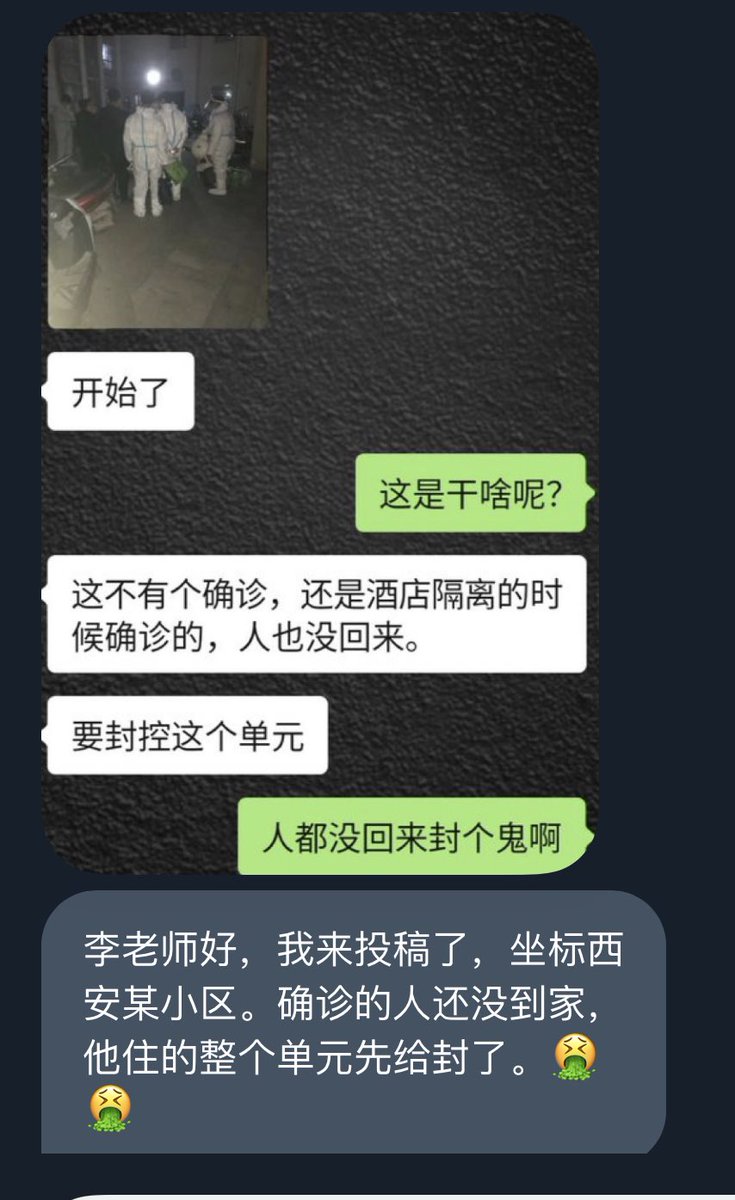 开始了
这是干啥呢？
这不有个确诊，还是酒店隔离的时
候确诊的，人也没回来。
要封控这个单元
人都没回来封个鬼啊
李老师好，我来投稿了，坐标西
安某小区。确诊的人还没到家，
他住的整个单元先给封了。🤮
🤮